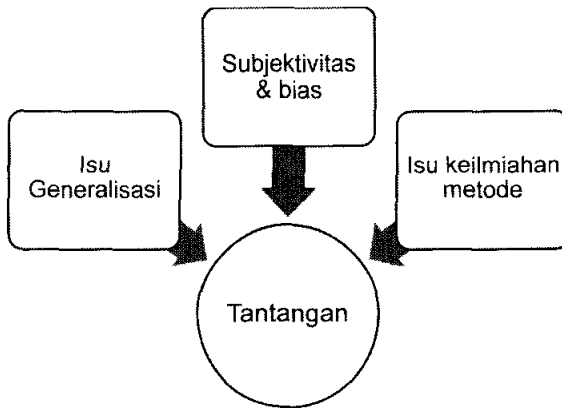 Subjektivitas
& bias
Isu
Generalisasi
Isu keilmiahan
metode
Tantangan